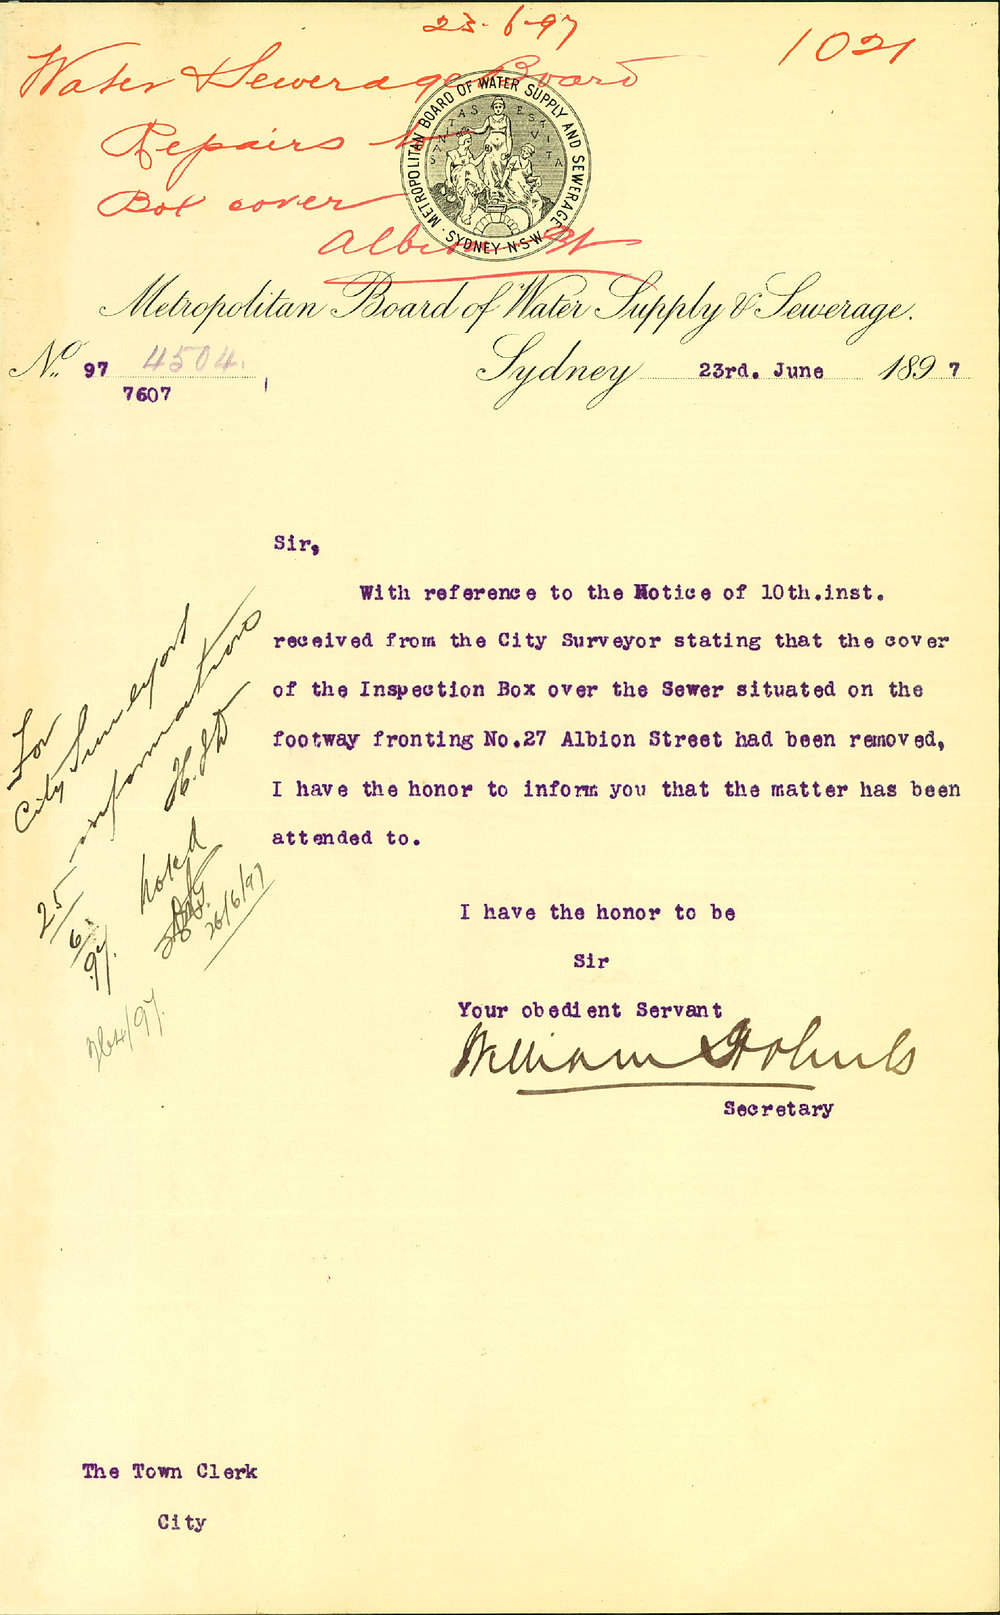 23-6-97
1021
Water & Sewerage Board
Repairs to
Box cover
Albion St
METROPOLITAN BOARD OF WATER SUPPLY AND SEWERAGE
SANITAS EST VITA
· SYDNEY · N·S·W ·
Metropolitan Board of Water Supply & Sewerage.
No. 97 4504.
7607
Sydney 23rd. June 1897
Sir,
With reference to the Notice of 10th.inst.
received from the City Surveyor stating that the cover
of the Inspection Box over the Sewer situated on the
footway fronting No.27 Albion Street had been removed,
I have the honor to inform you that the matter has been
attended to.
I have the honor to be
Sir
Your obedient Servant
William Holmes
Secretary
For
City Surveyors
information
25/6/97.
noted
26/6/97
The Town Clerk
City